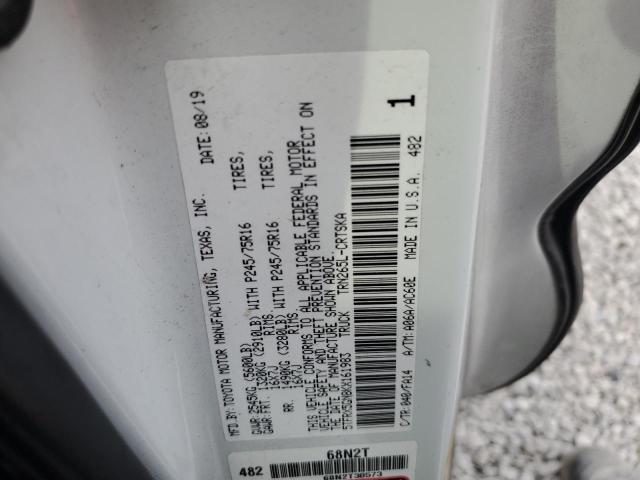 MFD.BY:TOYOTA MOTOR MANUFACTURING, TEXAS, INC. DATE: 08/19
GVWR:2545KG (5600LB)
GAWR:FRT. 1320KG (2910LB) WITH P245/75R16 TIRES,
16X7J RIMS
RR. 1490KG (3280LB) WITH P245/75R16 TIRES,
16X7J RIMS
THIS VEHICLE CONFORMS TO ALL APPLICABLE FEDERAL MOTOR
VEHICLE SAFETY AND THEFT PREVENTION STANDARDS IN EFFECT ON
THE DATE OF MANUFACTURE SHOWN ABOVE.
TRUCK TRN265L-CRTSKA
C/TR:040/FA14 A/TM:A06A/AC60E MADE IN U.S.A. 482
1
68N2T
482
68N2T30573